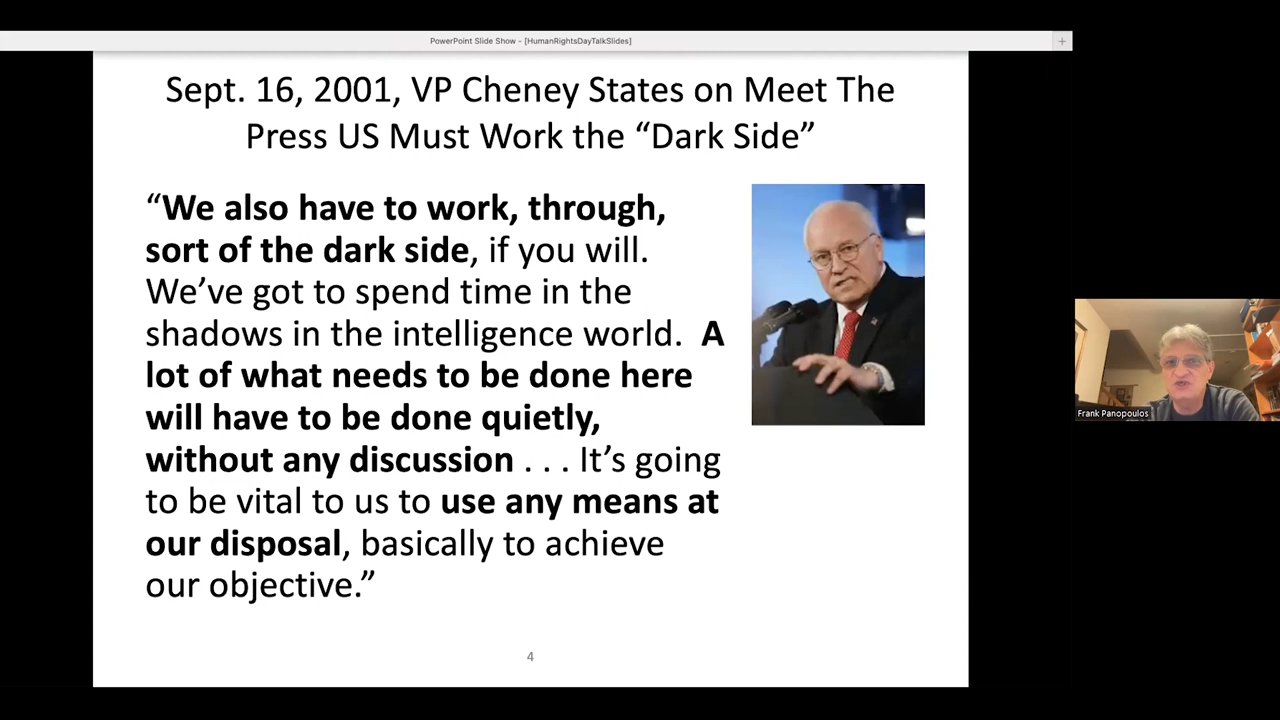 PowerPoint Slide Show - [HumanRightsDayTalkSlides]
+
Sept. 16, 2001, VP Cheney States on Meet The
Press US Must Work the “Dark Side”
“We also have to work, through,
sort of the dark side, if you will.
We’ve got to spend time in the
shadows in the intelligence world. A
lot of what needs to be done here
will have to be done quietly,
without any discussion . . . It’s going
to be vital to us to use any means at
our disposal, basically to achieve
our objective.”
4
Frank Panopoulos